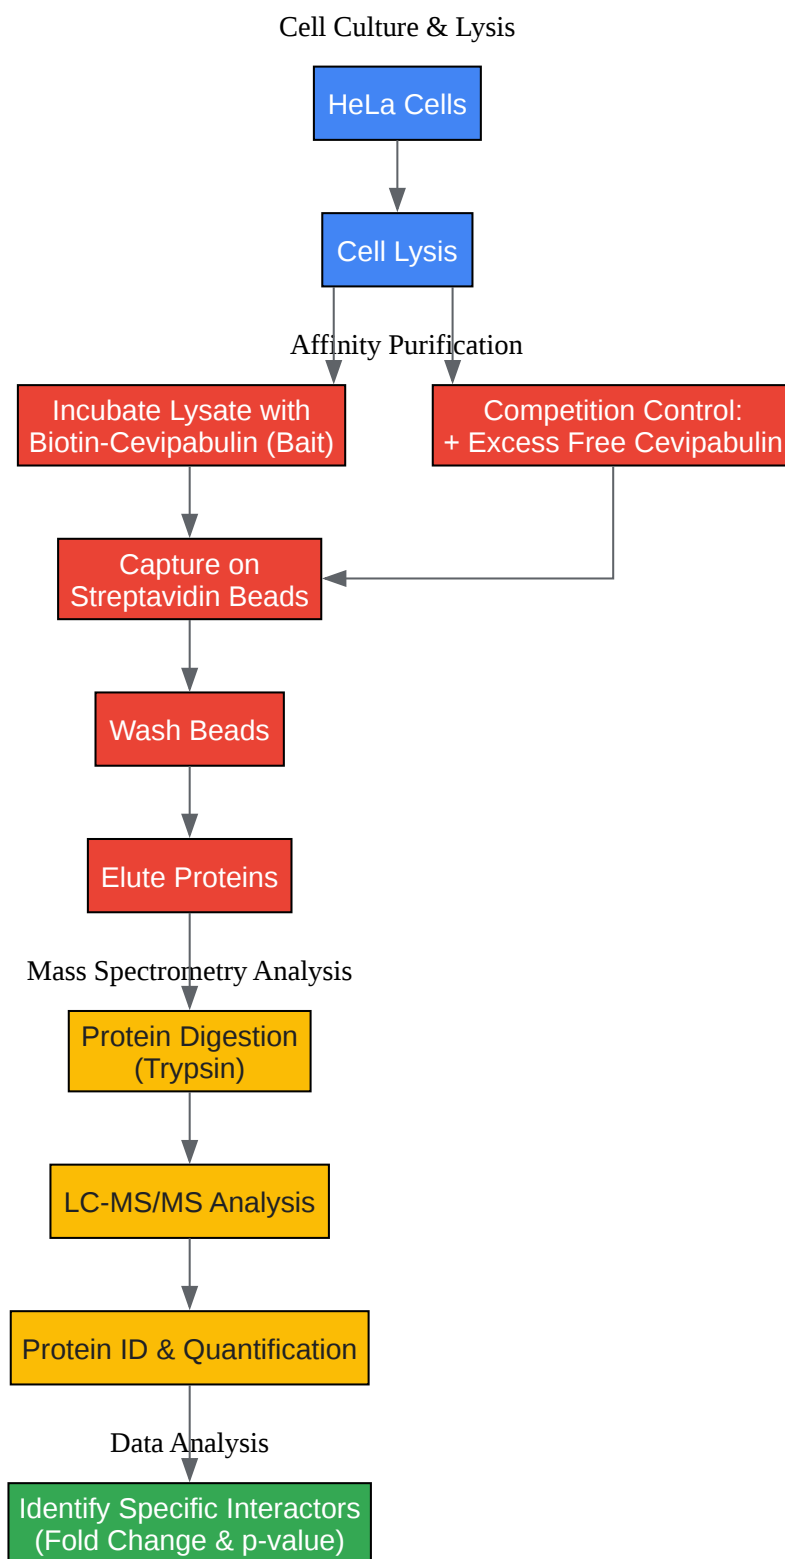 Cell Culture & Lysis
HeLa Cells
Cell Lysis
Affinity Purification
Incubate Lysate with
Biotin-Cevipabulin (Bait)
Competition Control:
+ Excess Free Cevipabulin
Capture on
Streptavidin Beads
Wash Beads
Elute Proteins
Mass Spectrometry Analysis
Protein Digestion
(Trypsin)
LC-MS/MS Analysis
Protein ID & Quantification
Data Analysis
Identify Specific Interactors
(Fold Change & p-value)